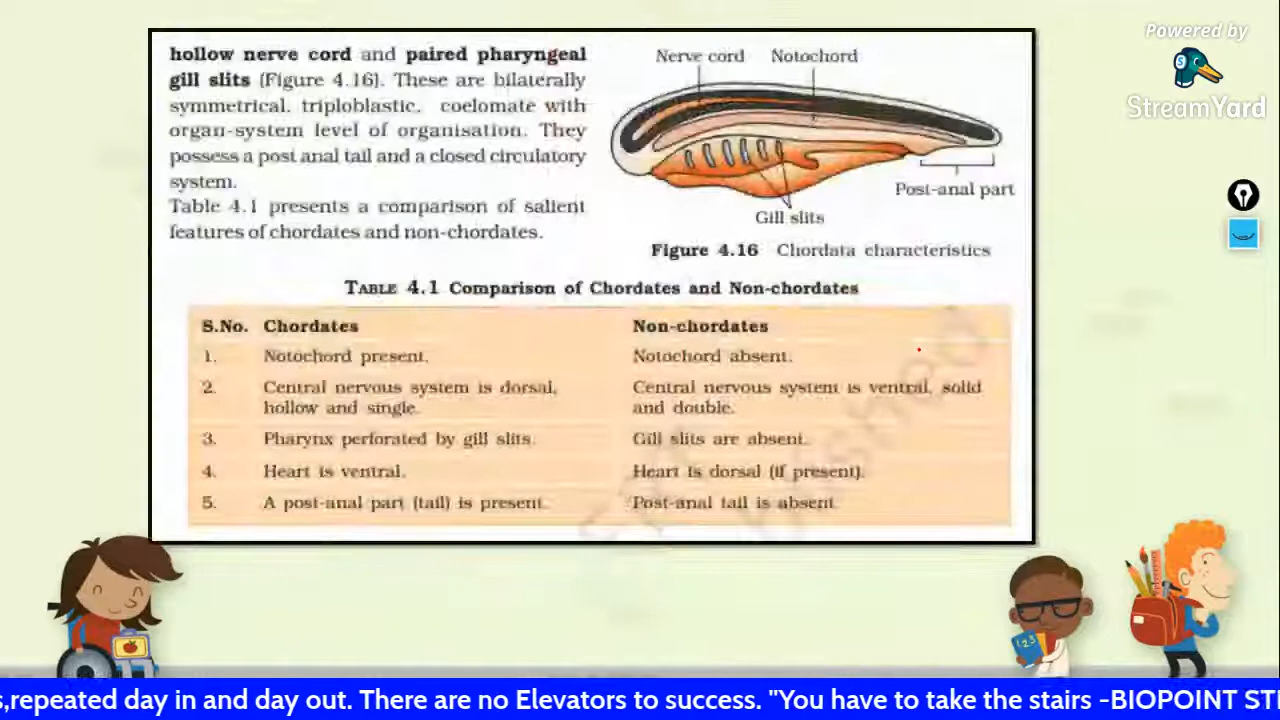 hollow nerve cord and paired pharyngeal
gill slits (Figure 4.16). These are bilaterally
symmetrical, triploblastic, coelomate with
organ-system level of organisation. They
possess a post anal tail and a closed circulatory
system.
Table 4.1 presents a comparison of salient
features of chordates and non-chordates.
Nerve cord Notochord
Post-anal part
Gill slits
Figure 4.16 Chordata characteristics
TABLE 4.1 Comparison of Chordates and Non-chordates
S.No. Chordates Non-chordates
1. Notochord present. Notochord absent.
2. Central nervous system is dorsal, Central nervous system is ventral, solid
hollow and single. and double.
3. Pharynx perforated by gill slits. Gill slits are absent.
4. Heart is ventral. Heart is dorsal (if present).
5. A post-anal part (tail) is present. Post-anal tail is absent.
Powered by
StreamYard
123
s,repeated day in and day out. There are no Elevators to success. "You have to take the stairs -BIOPOINT ST